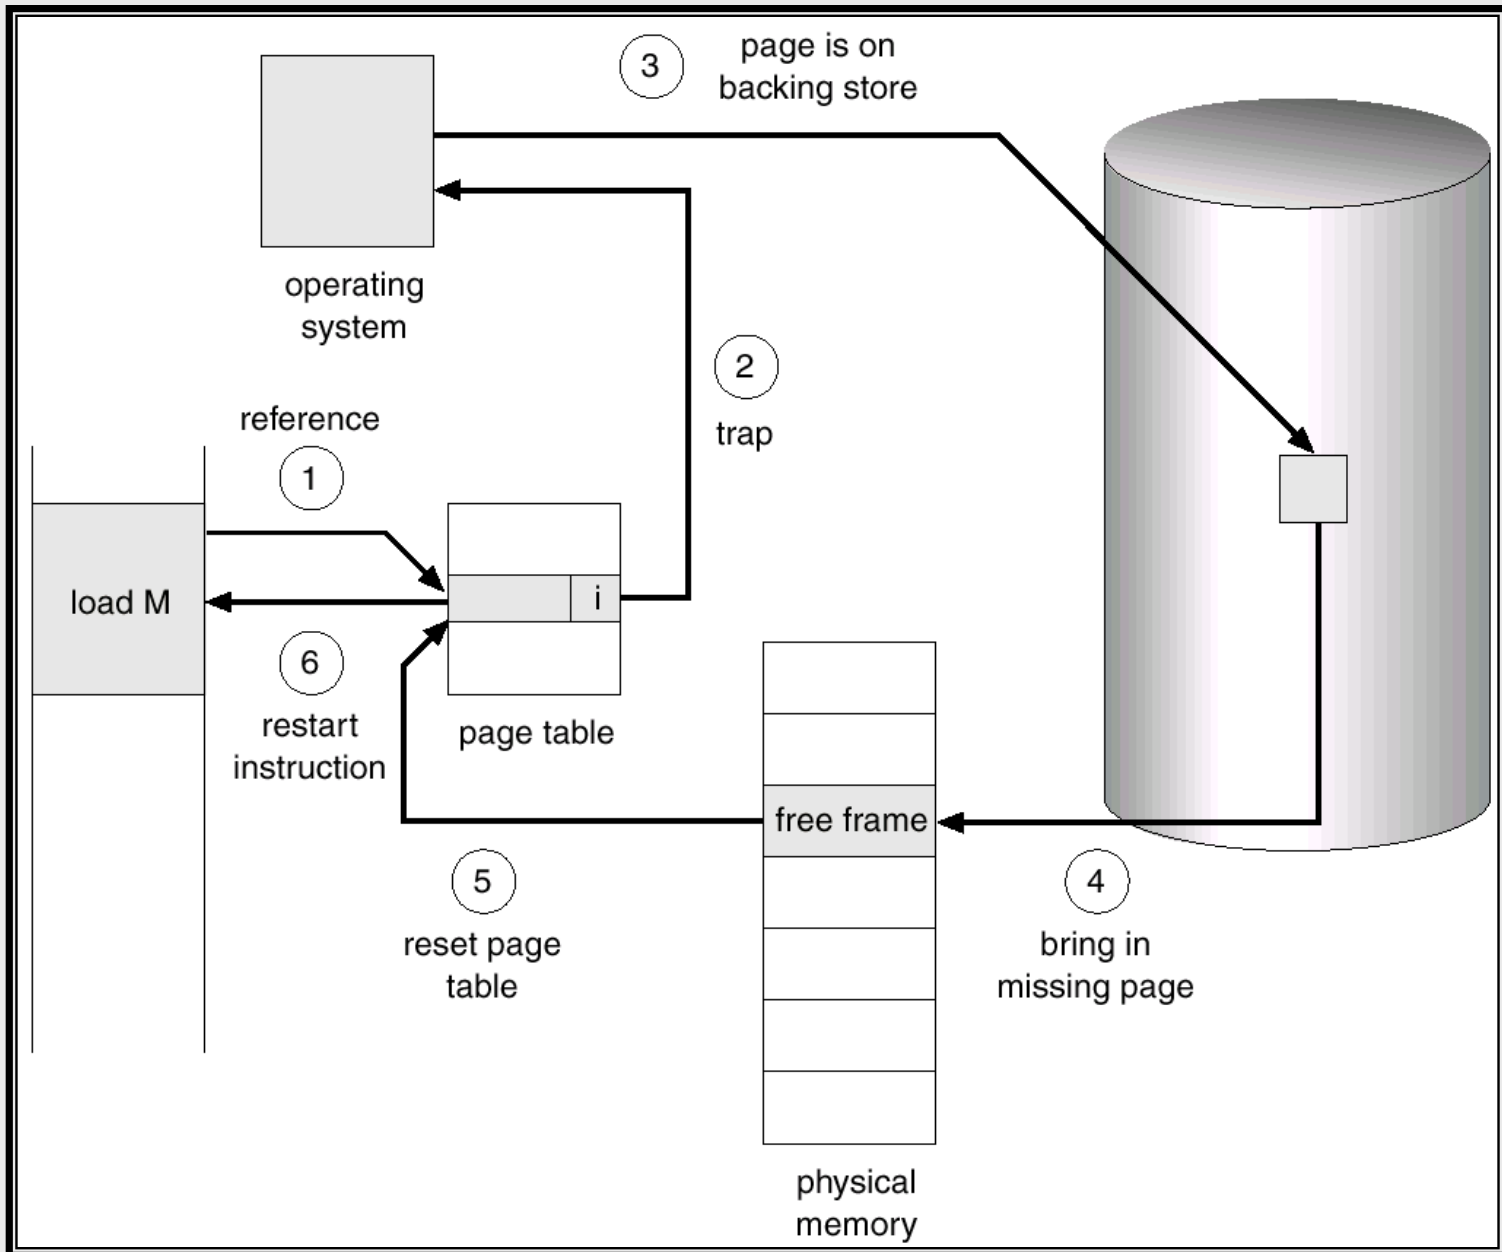 3
page is on
backing store
operating
system
2
trap
reference
1
load M
i
6
restart
instruction
page table
free frame
5
reset page
table
4
bring in
missing page
physical
memory